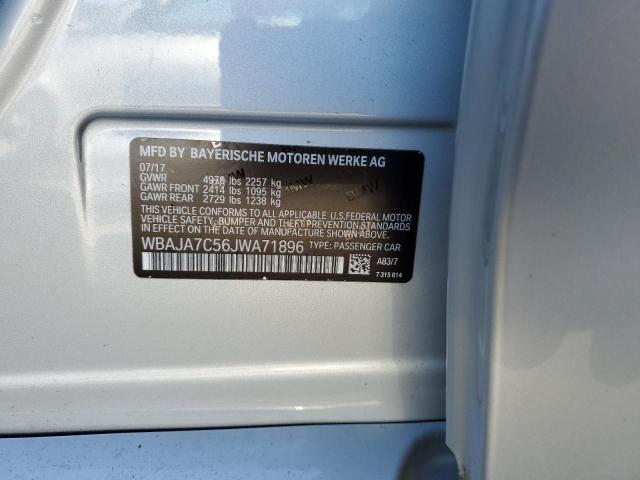 MFD BY BAYERISCHE MOTOREN WERKE AG
07/17
GVWR 4976 lbs 2257 kg
GAWR FRONT 2414 lbs 1095 kg
GAWR REAR 2729 lbs 1238 kg
THIS VEHICLE CONFORMS TO ALL APPLICABLE U.S.FEDERAL MOTOR
VEHICLE SAFETY, BUMPER, AND THEFT PREVENTION STANDARDS
IN EFFECT ON THE DATE OF MANUFACTURE SHOWN ABOVE.
WBAJA7C56JWA71896 TYPE: PASSENGER CAR
A83/7
7 315 814